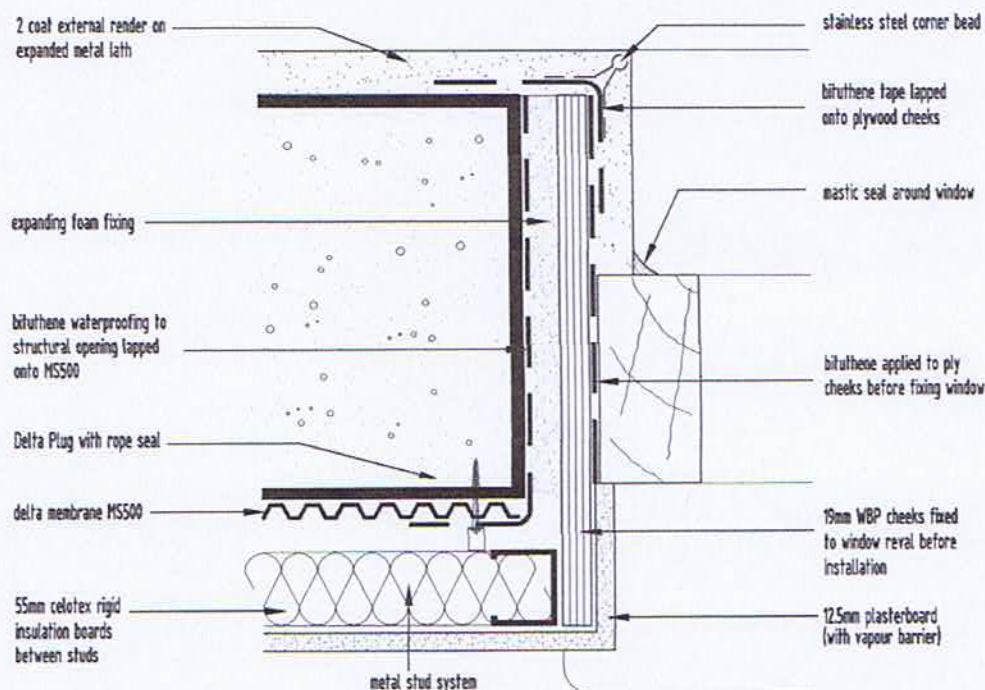 2 coat external render on
expanded metal lath
expanding foam fixing
bituthene waterproofing to
structural opening lapped
onto MS500
Delta Plug with rope seal
delta membrane MS500
55mm celotex rigid
insulation boards
between studs
metal stud system
stainless steel corner bead
bituthene tape lapped
onto plywood cheeks
mastic seal around window
bituthene applied to ply
cheeks before fixing window
19mm WBP cheeks fixed
to window reval before
installation
12.5mm plasterboard
(with vapour barrier)